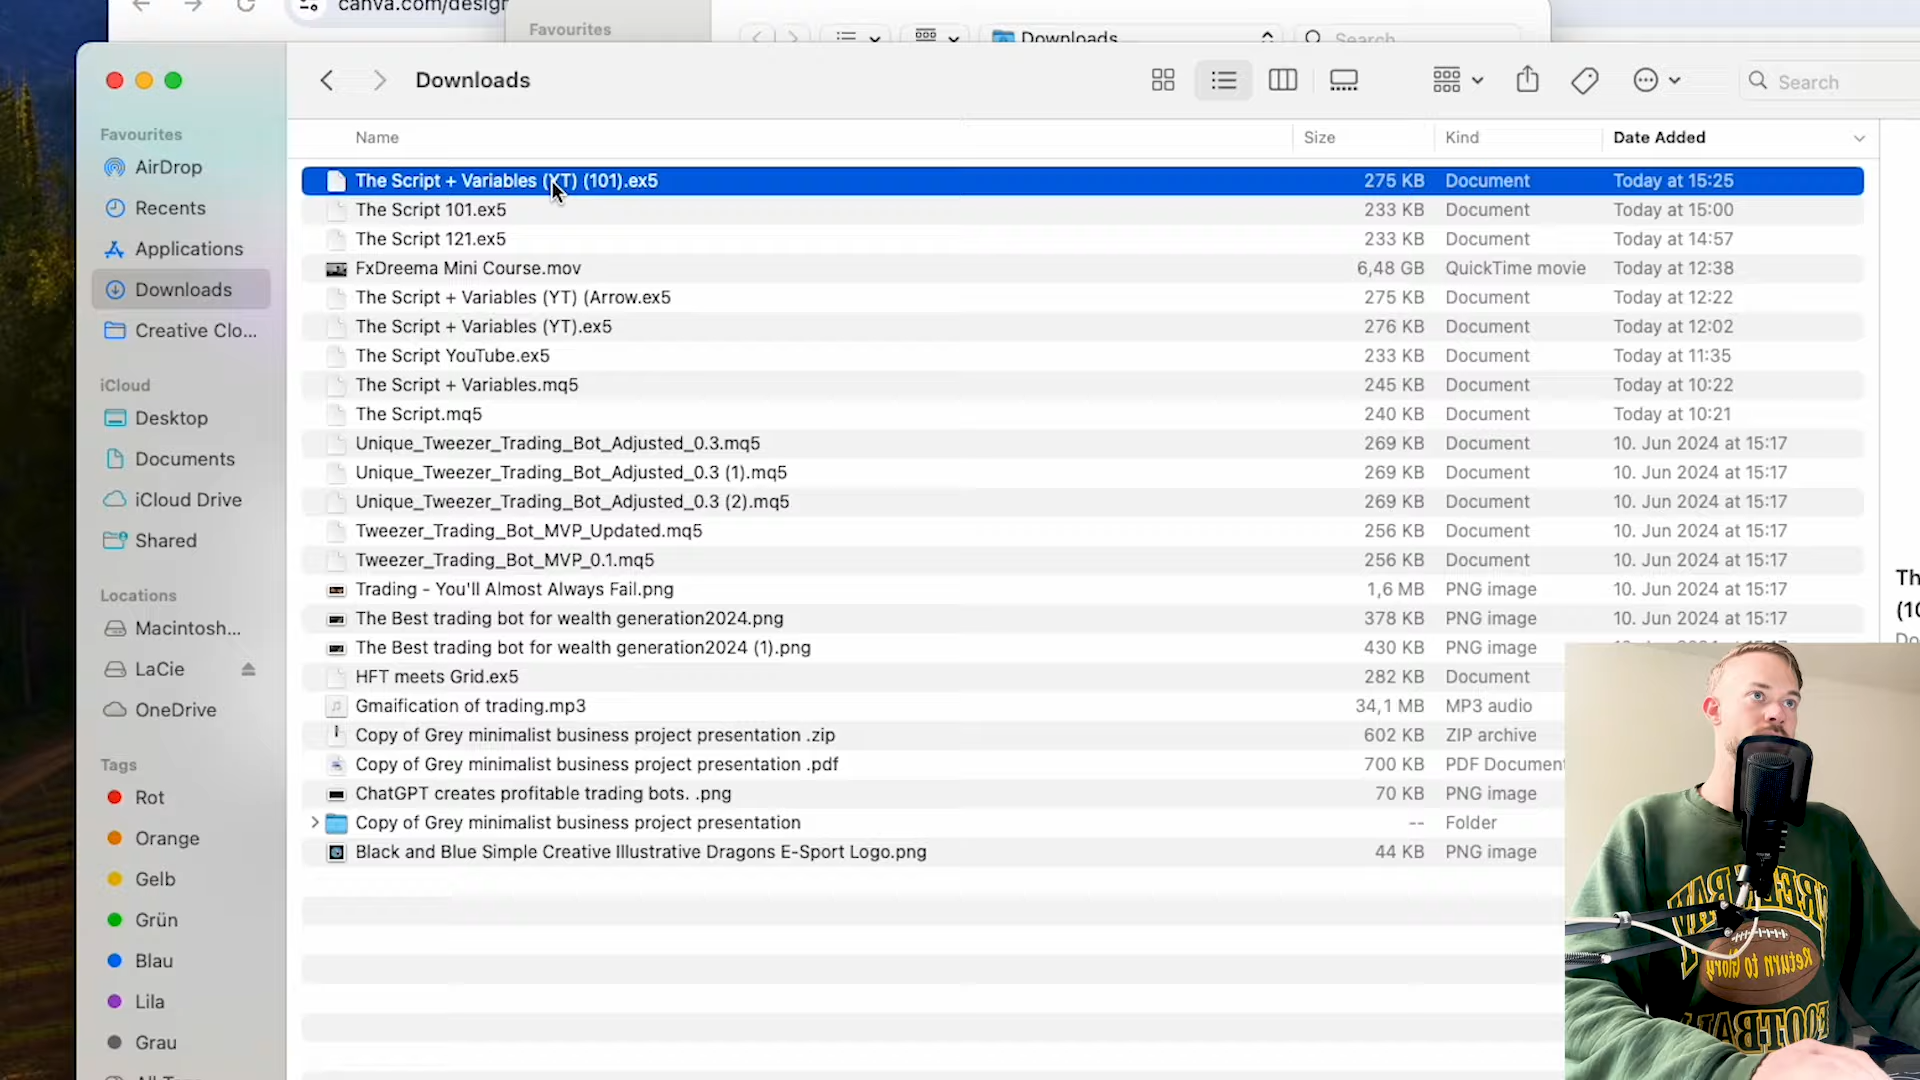 canva.com/design
Favourites
Downloads
Search
Downloads
Search
Favourites
AirDrop
Recents
Applications
Downloads
Creative Clo...
iCloud
Desktop
Documents
iCloud Drive
Shared
Locations
Macintosh...
LaCie
OneDrive
Tags
Rot
Orange
Gelb
Grün
Blau
Lila
Grau
Name Size Kind Date Added
The Script + Variables (YT) (101).ex5 275 KB Document Today at 15:25
The Script 101.ex5 233 KB Document Today at 15:00
The Script 121.ex5 233 KB Document Today at 14:57
FxDreema Mini Course.mov 6,48 GB QuickTime movie Today at 12:38
The Script + Variables (YT) (Arrow.ex5 275 KB Document Today at 12:22
The Script + Variables (YT).ex5 276 KB Document Today at 12:02
The Script YouTube.ex5 233 KB Document Today at 11:35
The Script + Variables.mq5 245 KB Document Today at 10:22
The Script.mq5 240 KB Document Today at 10:21
Unique_Tweezer_Trading_Bot_Adjusted_0.3.mq5 269 KB Document 10. Jun 2024 at 15:17
Unique_Tweezer_Trading_Bot_Adjusted_0.3 (1).mq5 269 KB Document 10. Jun 2024 at 15:17
Unique_Tweezer_Trading_Bot_Adjusted_0.3 (2).mq5 269 KB Document 10. Jun 2024 at 15:17
Tweezer_Trading_Bot_MVP_Updated.mq5 256 KB Document 10. Jun 2024 at 15:17
Tweezer_Trading_Bot_MVP_0.1.mq5 256 KB Document 10. Jun 2024 at 15:17
Trading - You'll Almost Always Fail.png 1,6 MB PNG image 10. Jun 2024 at 15:17
The Best trading bot for wealth generation2024.png 378 KB PNG image 10. Jun 2024 at 15:17
The Best trading bot for wealth generation2024 (1).png 430 KB PNG image
HFT meets Grid.ex5 282 KB Document
Gmaification of trading.mp3 34,1 MB MP3 audio
Copy of Grey minimalist business project presentation .zip 602 KB ZIP archive
Copy of Grey minimalist business project presentation .pdf 700 KB PDF Document
ChatGPT creates profitable trading bots. .png 70 KB PNG image
Copy of Grey minimalist business project presentation -- Folder
Black and Blue Simple Creative Illustrative Dragons E-Sport Logo.png 44 KB PNG image
Th
(10
GREEN BAY
Return to Glory
FOOTBALL